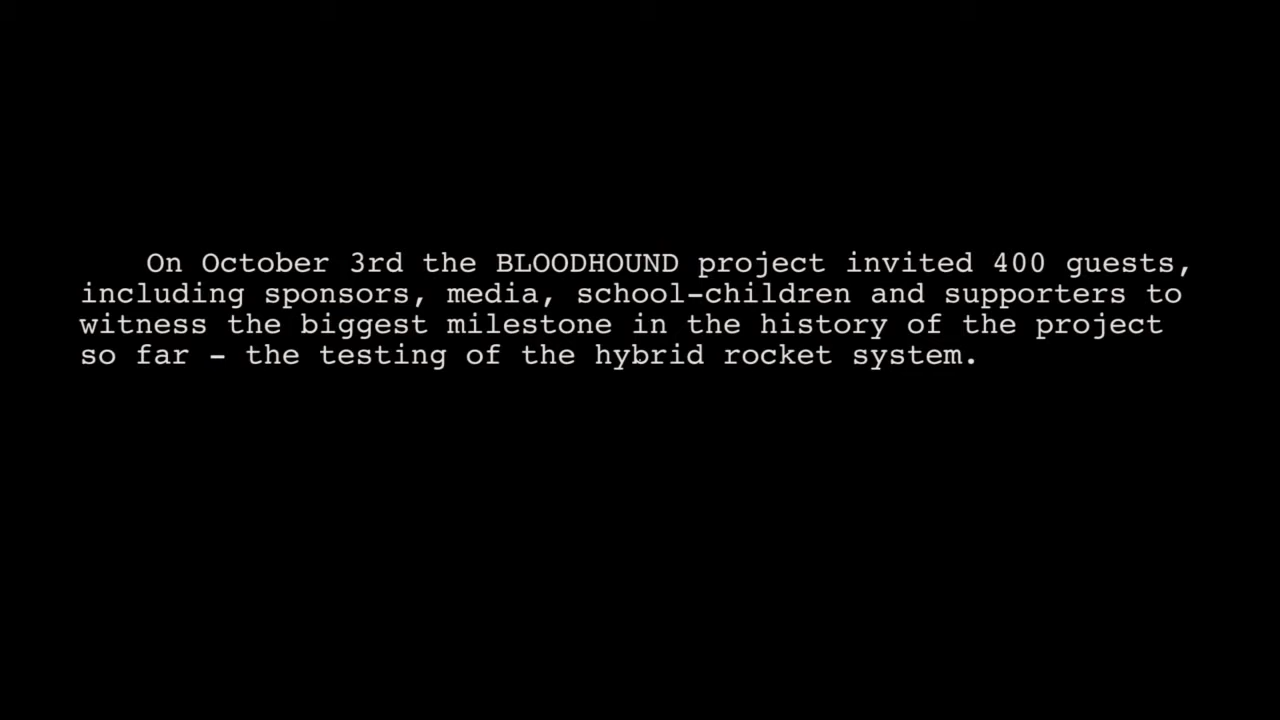 On October 3rd the BLOODHOUND project invited 400 guests,
including sponsors, media, school-children and supporters to
witness the biggest milestone in the history of the project
so far - the testing of the hybrid rocket system.